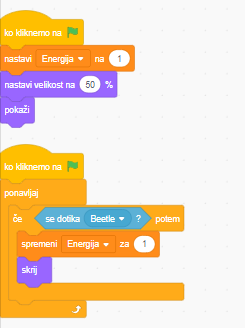 ko kliknemo na
nastavi Energija na 1
nastavi velikost na 50 %
pokaži
ko kliknemo na
ponavljaj
če se dotika Beetle ? potem
spremeni Energija za 1
skrij